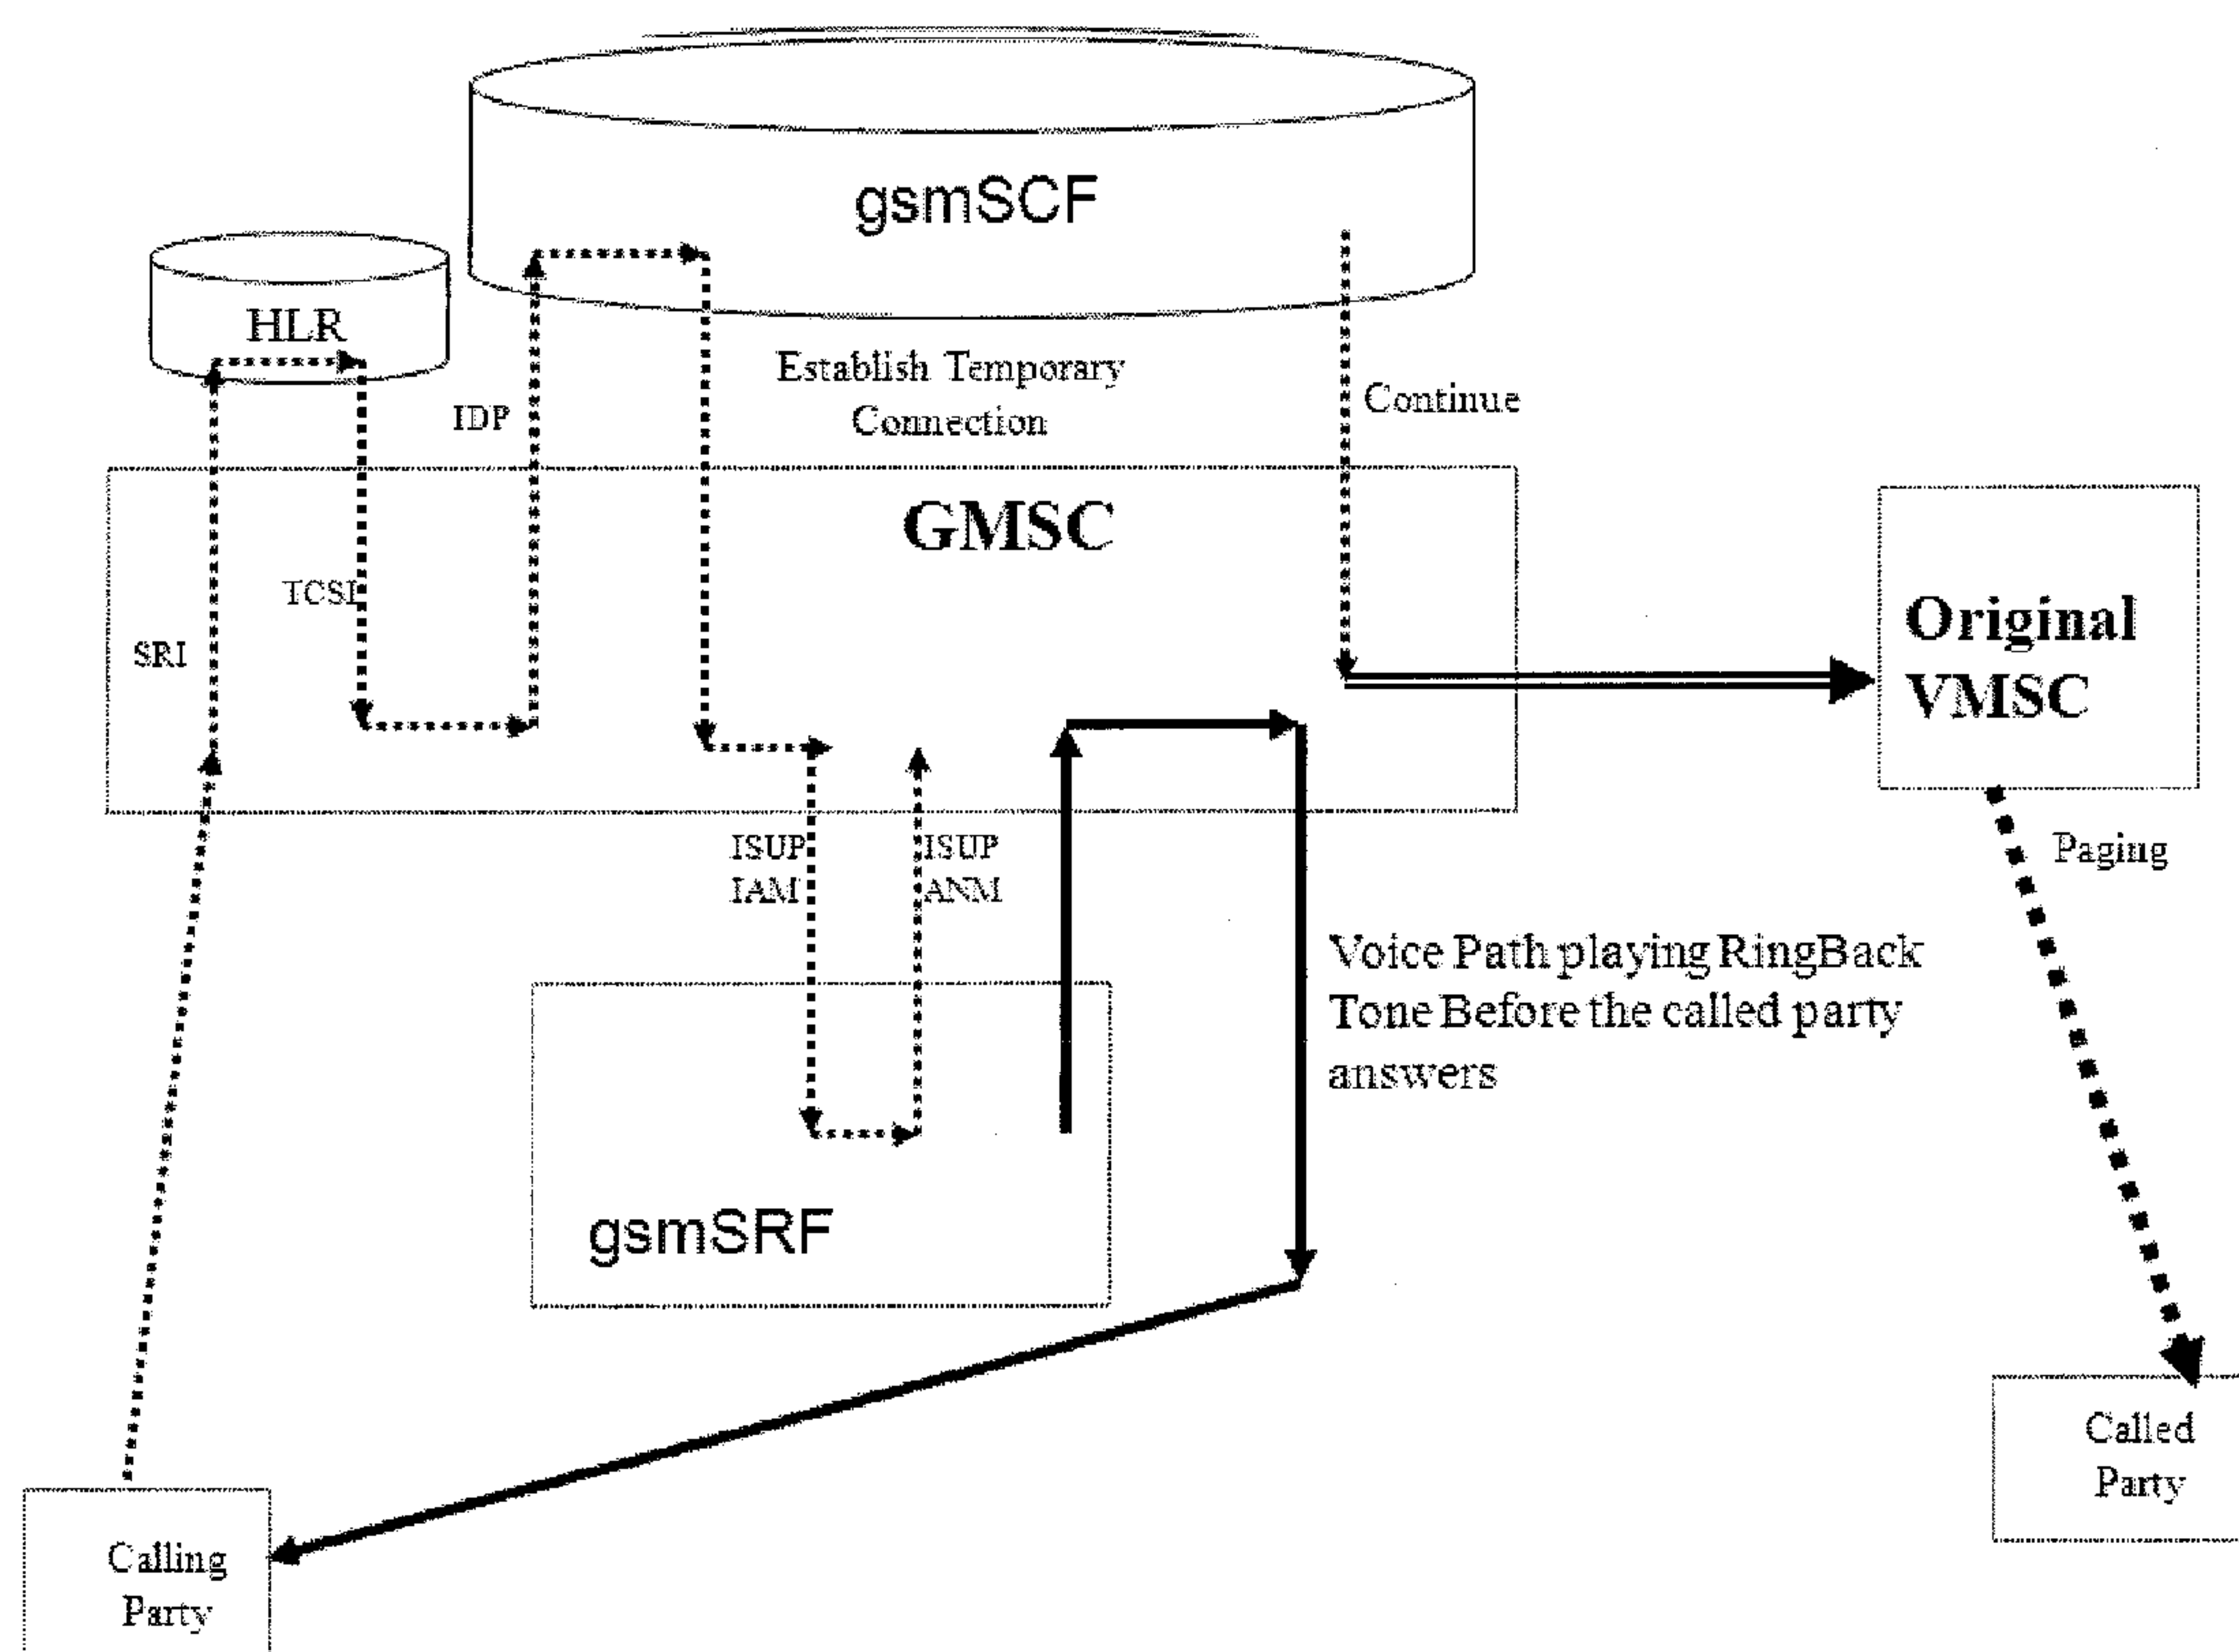 gsmSCF
HLR
Establish Temporary
Connection
IDP
Continue
GMSC
TCSI
SRI
Original
VMSC
ISUP
IAM
ISUP
ANM
Paging
Voice Path playing RingBack
Tone Before the called party
answers
gsmSRF
Called
Party
Calling
Party